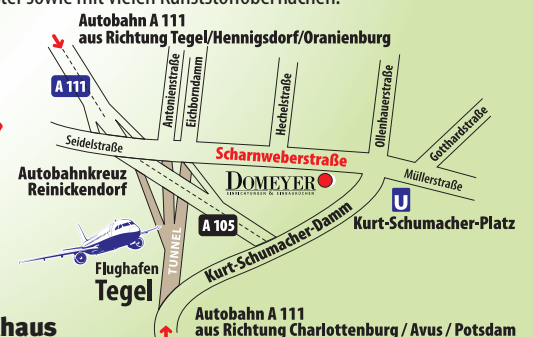 Autobahn A 111
aus Richtung Tegel/Hennigsdorf/Oranienburg
A 111
Antonienstraße
Eichborndamm
Hechelstraße
Ollenhauerstraße
Gotthardstraße
Seidelstraße
Scharnweberstraße
Müllerstraße
Autobahnkreuz
Reinickendorf
DOMEYER
U
Kurt-Schumacher-Platz
A 105
Kurt-Schumacher-Damm
TUNNEL
Flughafen
Tegel
haus
Autobahn A 111
aus Richtung Charlottenburg / Avus / Potsdam